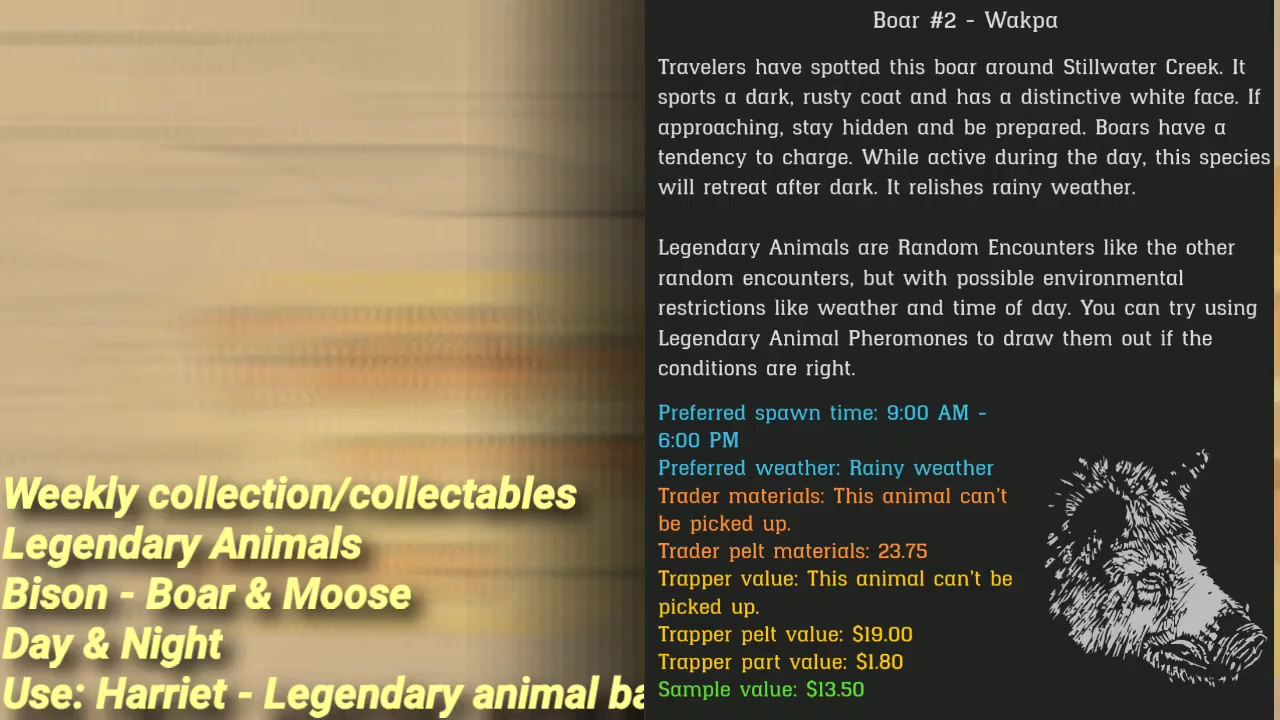 Boar #2 - Wakpa
Travelers have spotted this boar around Stillwater Creek. It
sports a dark, rusty coat and has a distinctive white face. If
approaching, stay hidden and be prepared. Boars have a
tendency to charge. While active during the day, this species
will retreat after dark. It relishes rainy weather.
Legendary Animals are Random Encounters like the other
random encounters, but with possible environmental
restrictions like weather and time of day. You can try using
Legendary Animal Pheromones to draw them out if the
conditions are right.
Preferred spawn time: 9:00 AM -
6:00 PM
Preferred weather: Rainy weather
Trader materials: This animal can't
be picked up.
Trader pelt materials: 23.75
Trapper value: This animal can't be
picked up.
Trapper pelt value: $19.00
Trapper part value: $1.80
Sample value: $13.50
Weekly collection/collectables
Legendary Animals
Bison - Boar & Moose
Day & Night
Use: Harriet - Legendary animal